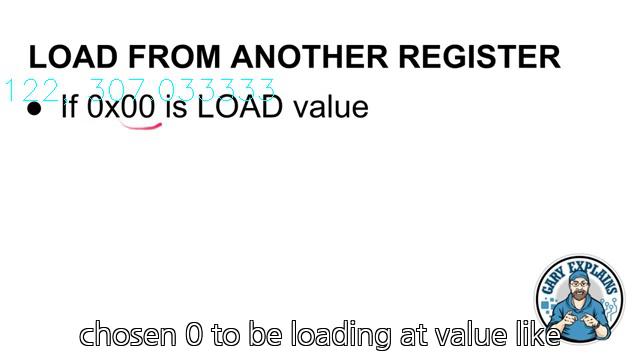 LOAD FROM ANOTHER REGISTER
122, 307.033333
• If 0x00 is LOAD value
GARY EXPLAINS
chosen 0 to be loading at value like